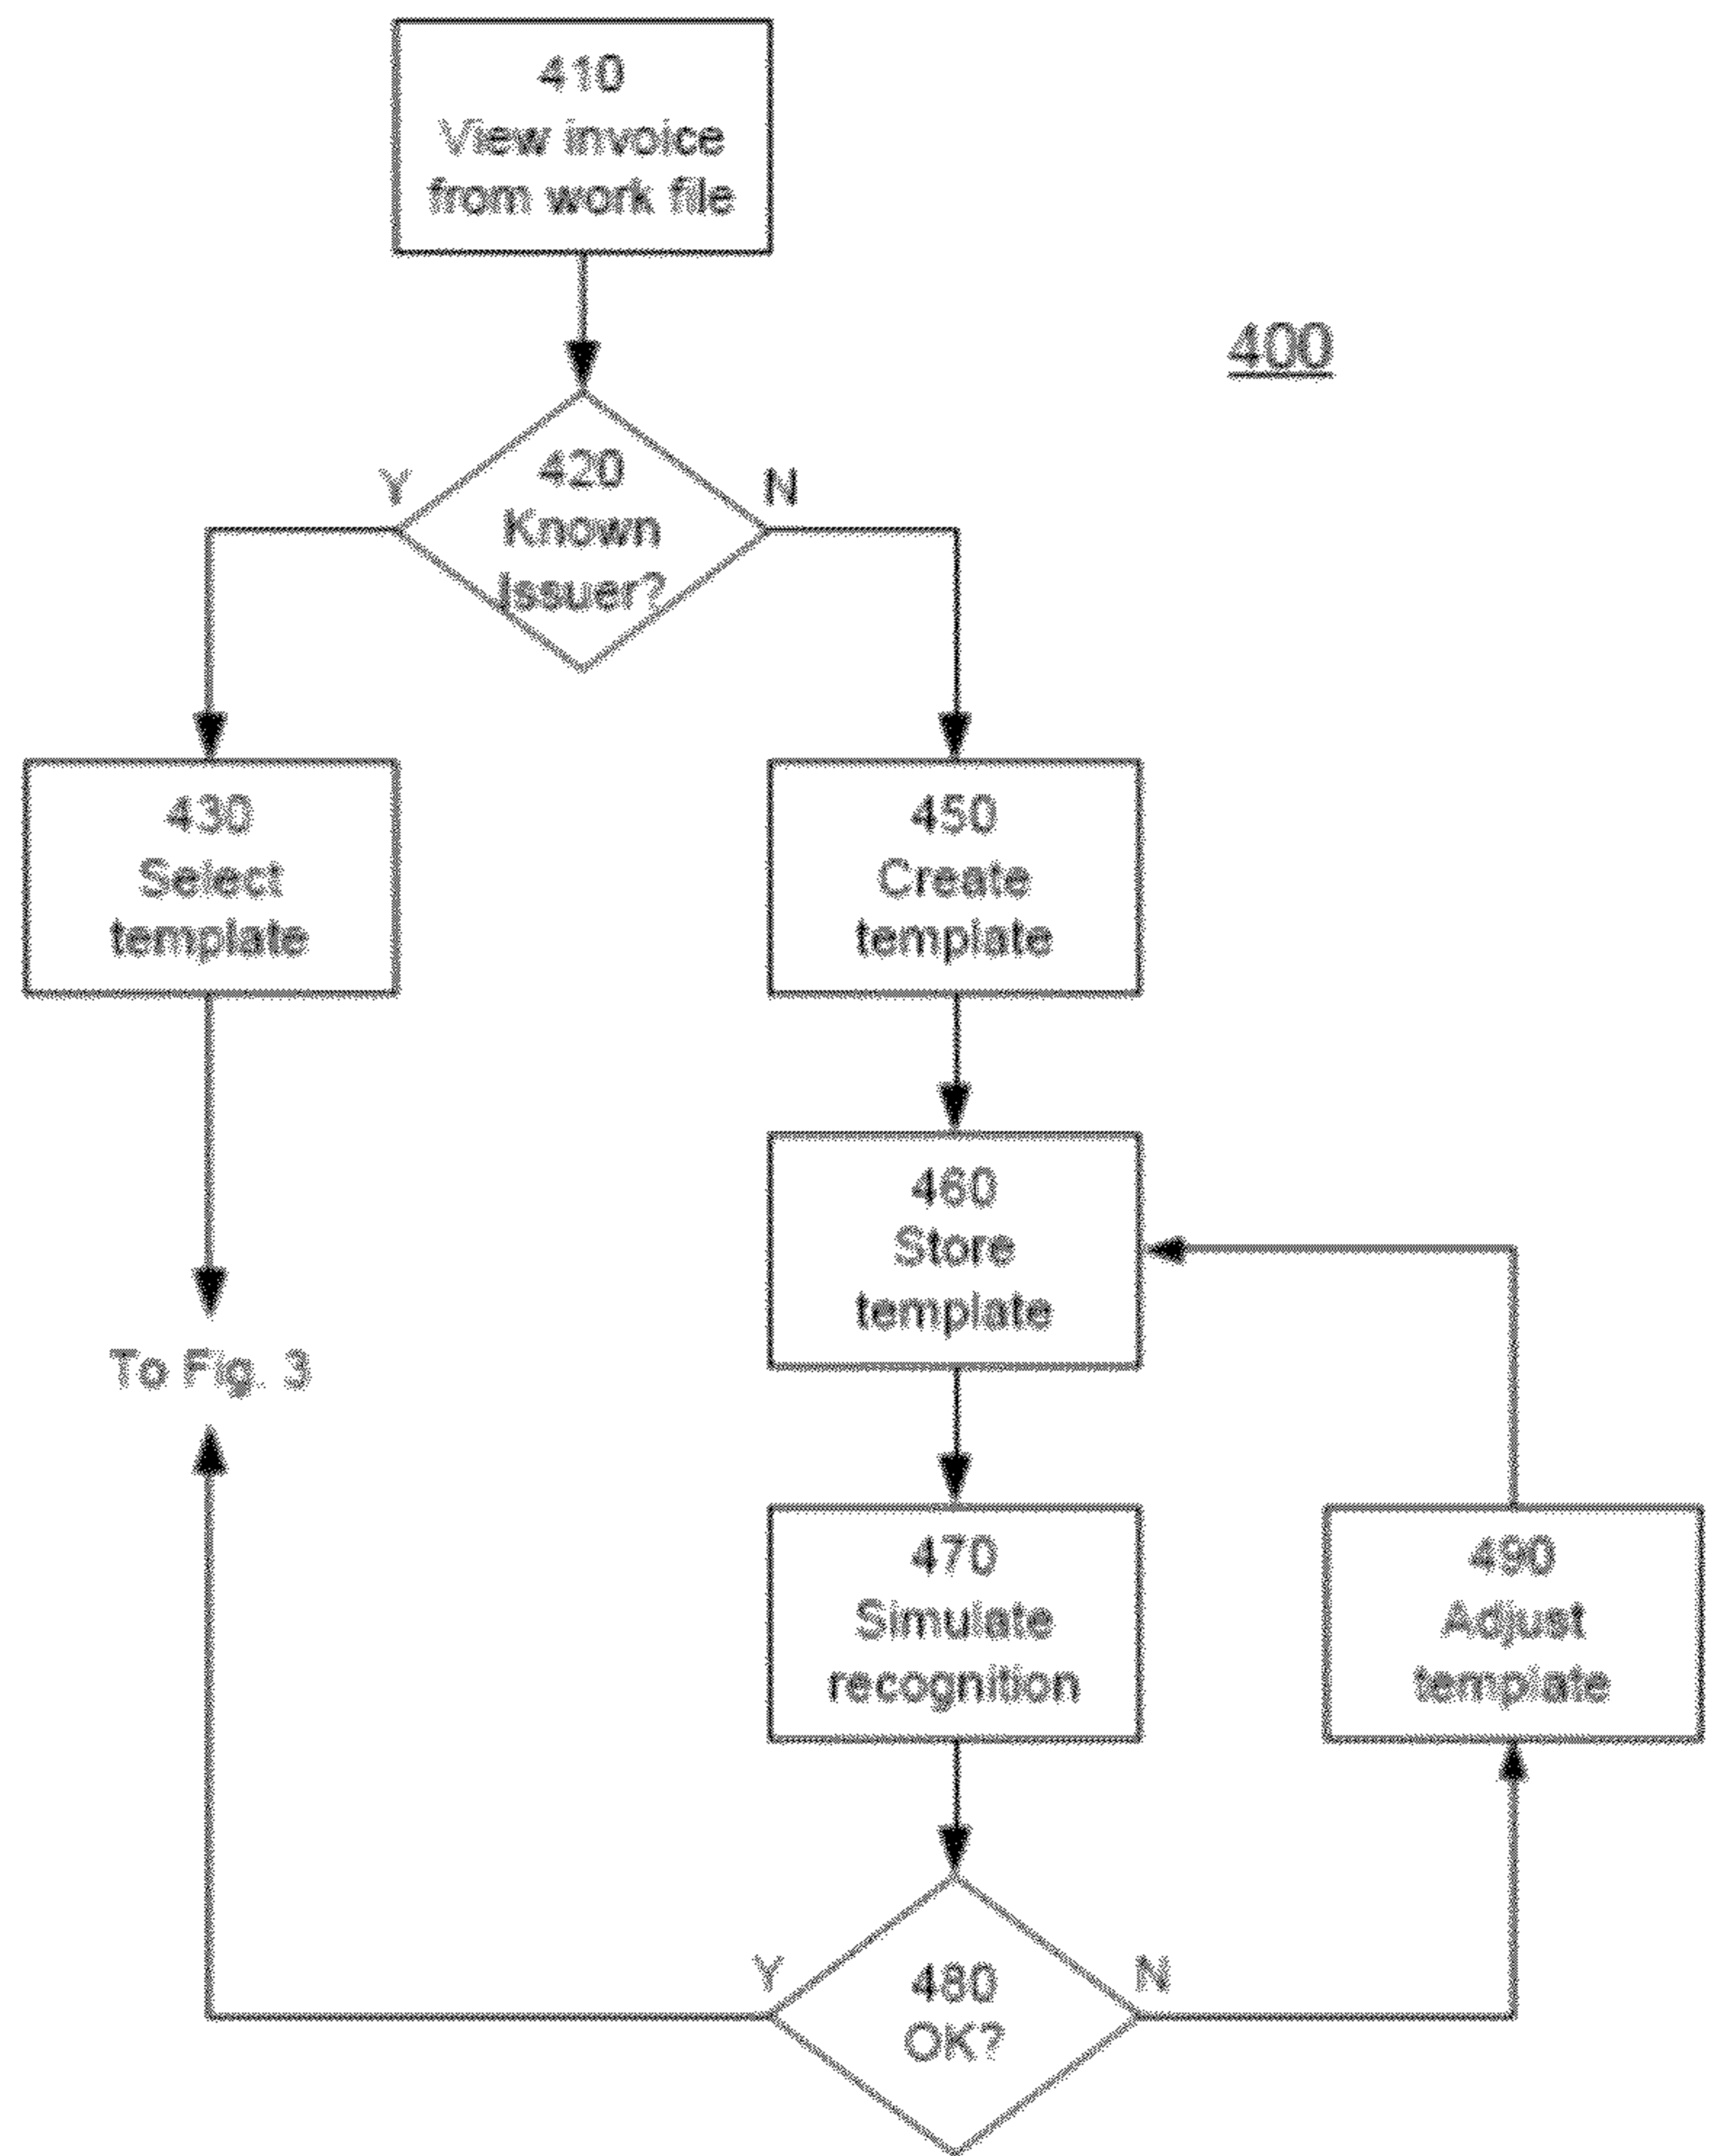 410
View invoice
from work file
400
Y
420
N
Known
Issuer?
430
Select
template
450
Create
template
460
Store
template
To Fig. 3
470
Simulate
recognition
490
Adjust
template
Y
480
N
OK?